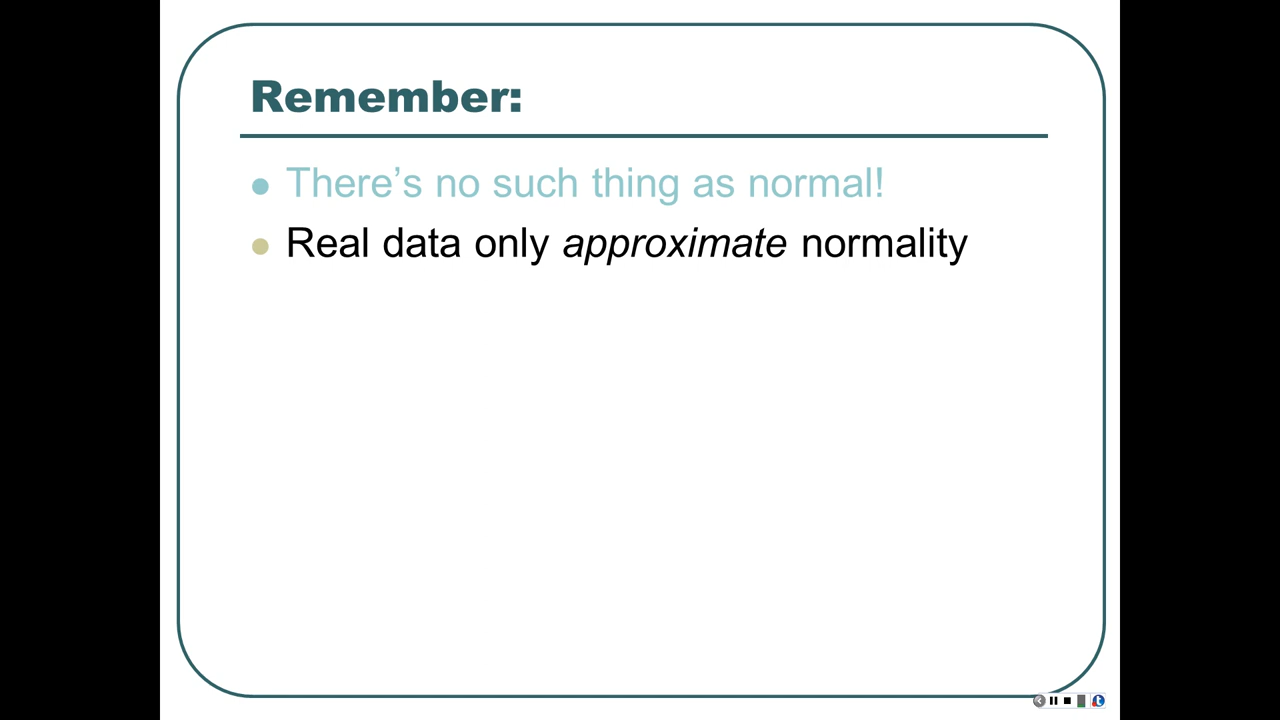 Remember:
There’s no such thing as normal!
Real data only approximate normality